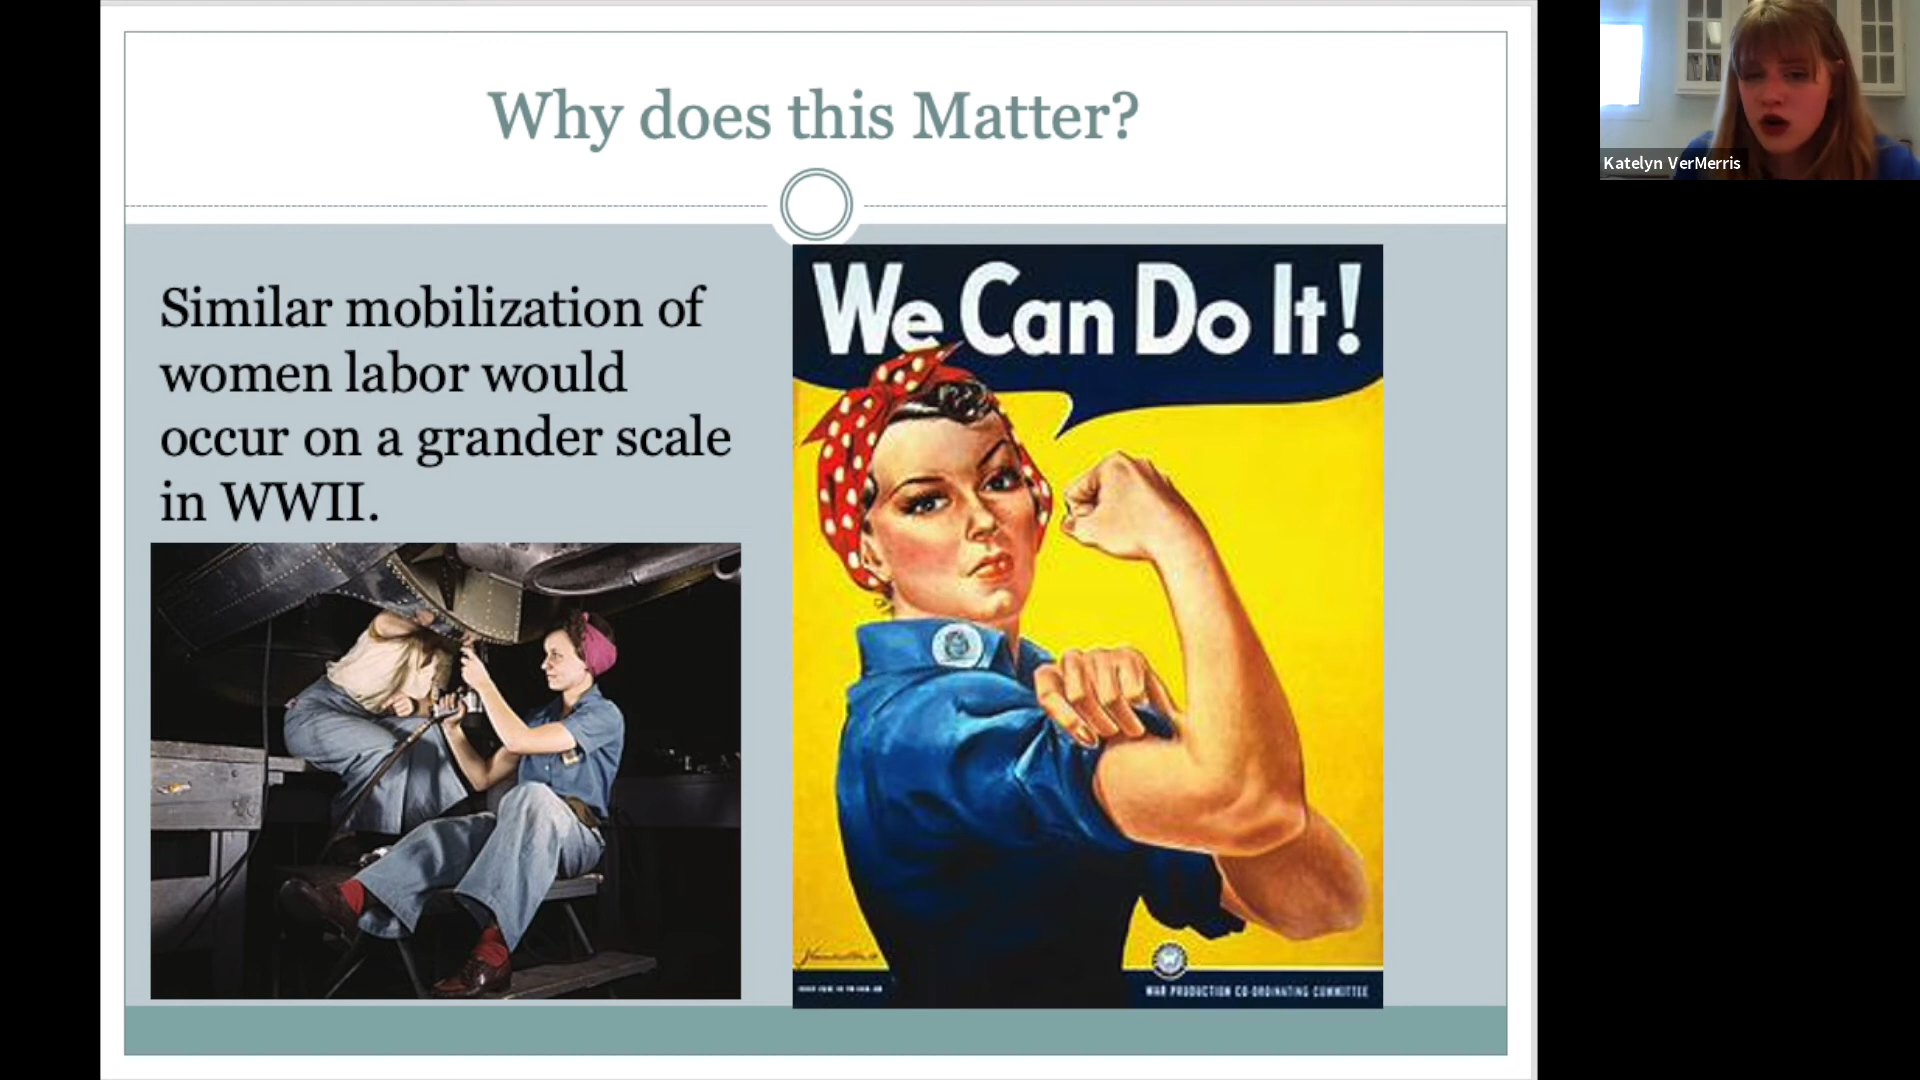 Why does this Matter?
Katelyn VerMerris
Similar mobilization of
women labor would
occur on a grander scale
in WWII.
We Can Do It!
WAR PRODUCTION CO-ORDINATING COMMITTEE